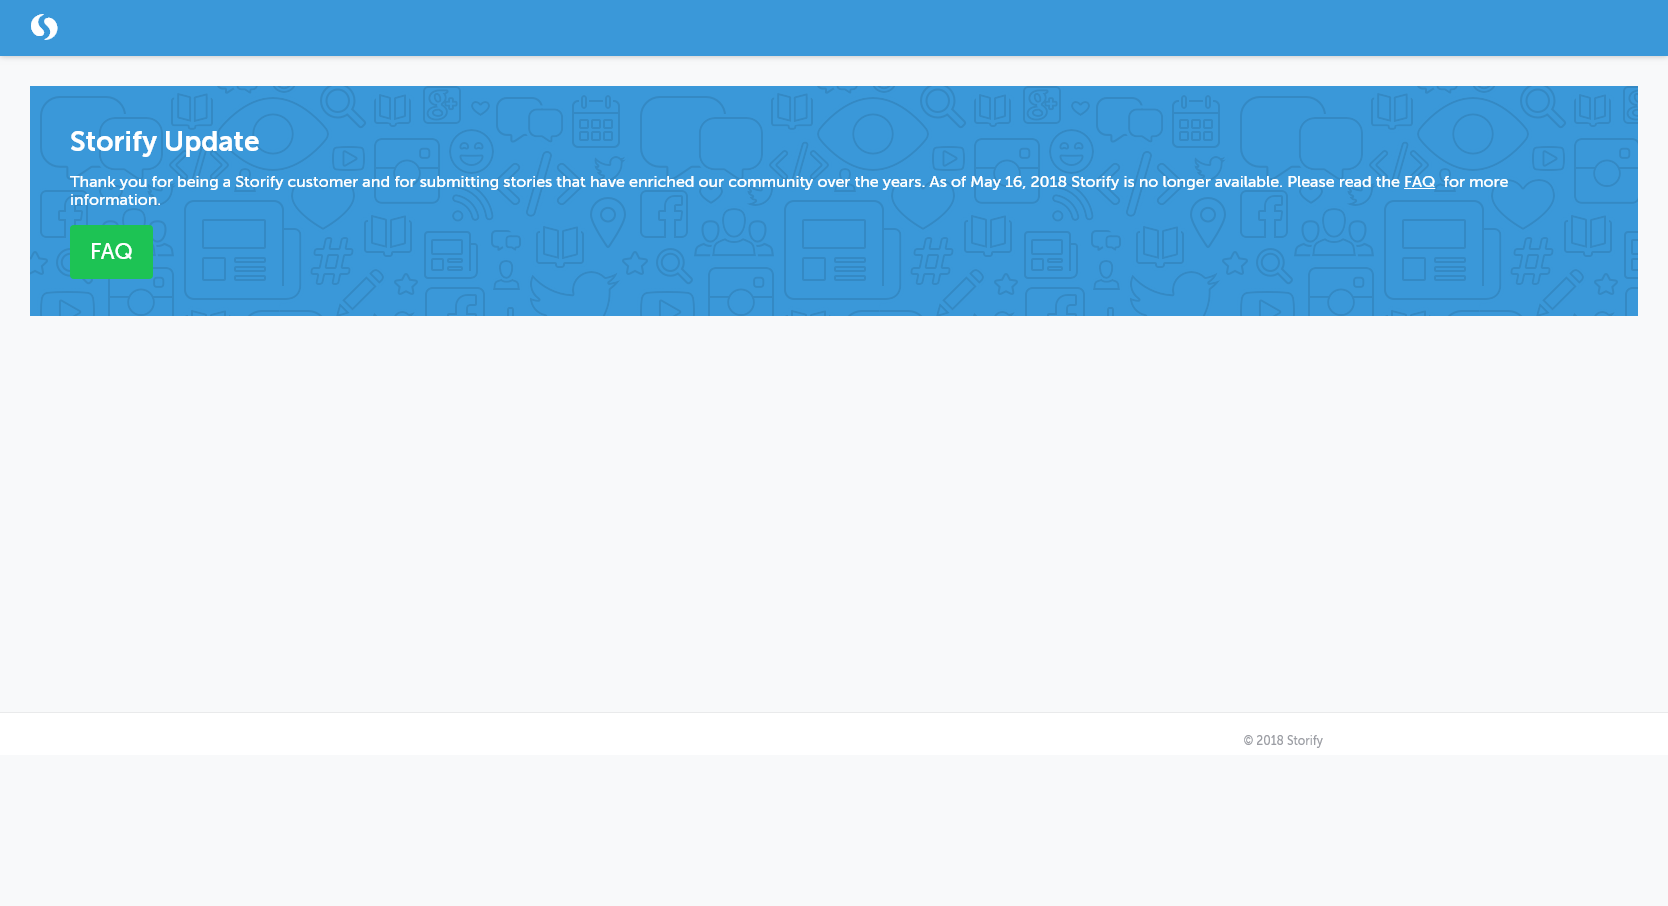 Storify Update
Thank you for being a Storify customer and for submitting stories that have enriched our community over the years. As of May 16, 2018 Storify is no longer available. Please read the FAQ for more
information.
FAQ
© 2018 Storify